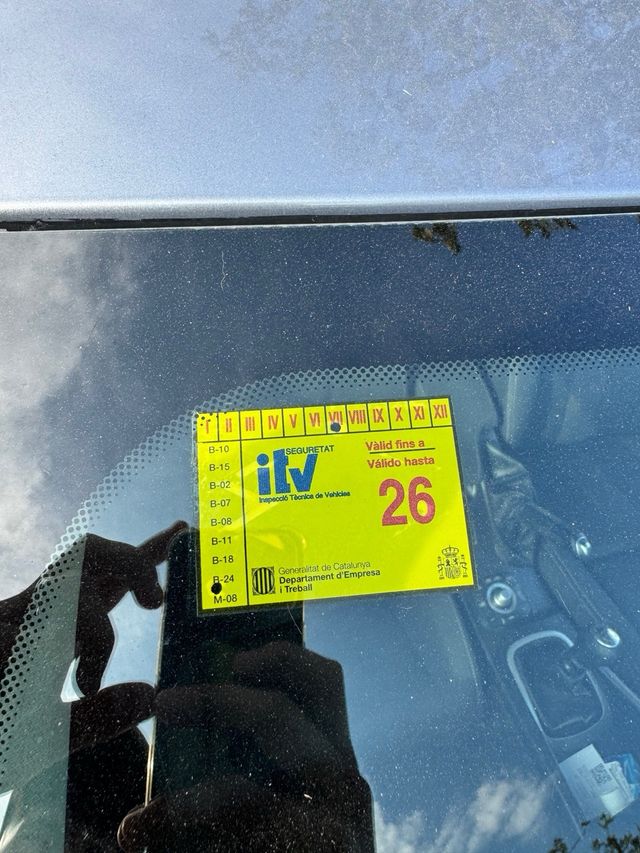 I II III IV V VI VII VIII IX X XI XII
B-10
B-15
B-02
B-07
B-08
B-11
B-18
B-24
M-08
SEGURETAT
itv
Inspecció Tècnica de Vehicles
Vàlid fins a
Válido hasta
26
Generalitat de Catalunya
Departament d'Empresa
i Treball